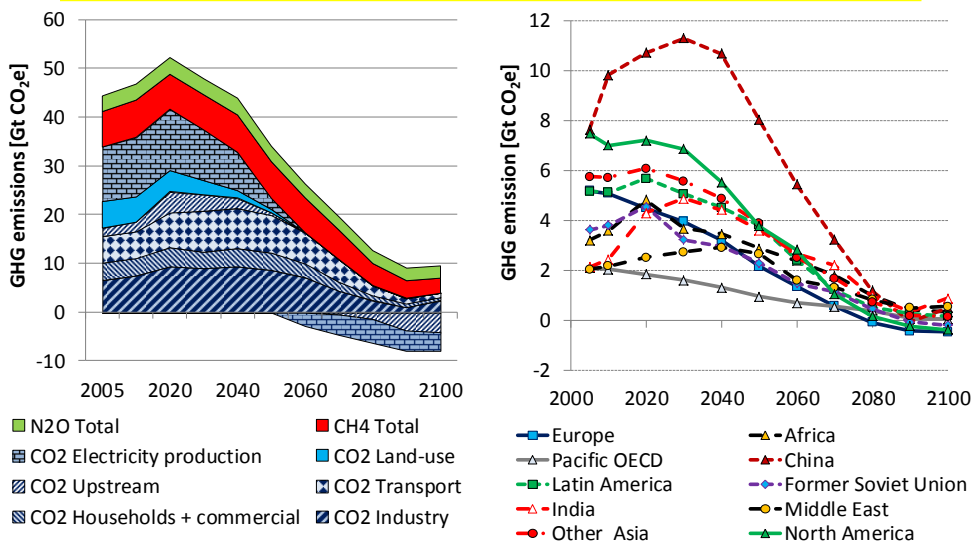 GHG emissions [Gt CO2e]
60
50
40
30
20
10
0
-10
2005 2020 2040 2060 2080 2100
N2O Total
CH4 Total
CO2 Electricity production
CO2 Land-use
CO2 Upstream
CO2 Transport
CO2 Households + commercial
CO2 Industry
GHG emissions [Gt CO2e]
12
10
8
6
4
2
0
-2
2000 2020 2040 2060 2080 2100
Europe
Africa
Pacific OECD
China
Latin America
Former Soviet Union
India
Middle East
Other Asia
North America